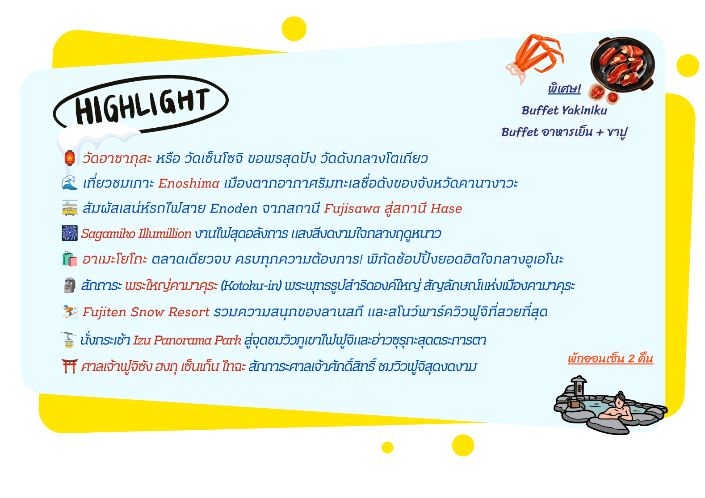 HIGHLIGHT
พิเศษ!
Buffet Yakiniku
Buffet อาหารเย็น + ขาปู
วัดอาซากุสะ หรือ วัดเซ็นโซจิ ขอพรสุดปัง วัดดังกลางโตเกียว
เที่ยวชมเกาะ Enoshima เมืองตากอากาศริมทะเลชื่อดังของจังหวัดคานางาวะ
สัมผัสเสน่ห์รถไฟสาย Enoden จากสถานี Fujisawa สู่สถานี Hase
Sagamiko Illumillion งานไฟสุดอลังการ แสงสีงดงามใจกลางฤดูหนาว
อาเมะโยโกะ ตลาดเดียวจบ ครบทุกความต้องการ! พิกัดช้อปปิ้งยอดฮิตใจกลางอูเอโนะ
สักการะ พระใหญ่คามาคุระ (Kotoku-in) พระพุทธรูปสำริดองค์ใหญ่ สัญลักษณ์แห่งเมืองคามาคุระ
Fujiten Snow Resort รวมความสนุกของลานสกี และสโนว์พาร์ควิวฟูจิที่สวยที่สุด
นั่งกระเช้า Izu Panorama Park สู่จุดชมวิวภูเขาไฟฟูจิและอ่าวซุรุกะสุดตระการตา
ศาลเจ้าฟูจิซัง ฮงกุ เซ็นเก็น ไทฉะ สักการะศาลเจ้าศักดิ์สิทธิ์ ชมวิวฟูจิสุดงดงาม
พักออนเซ็น 2 คืน